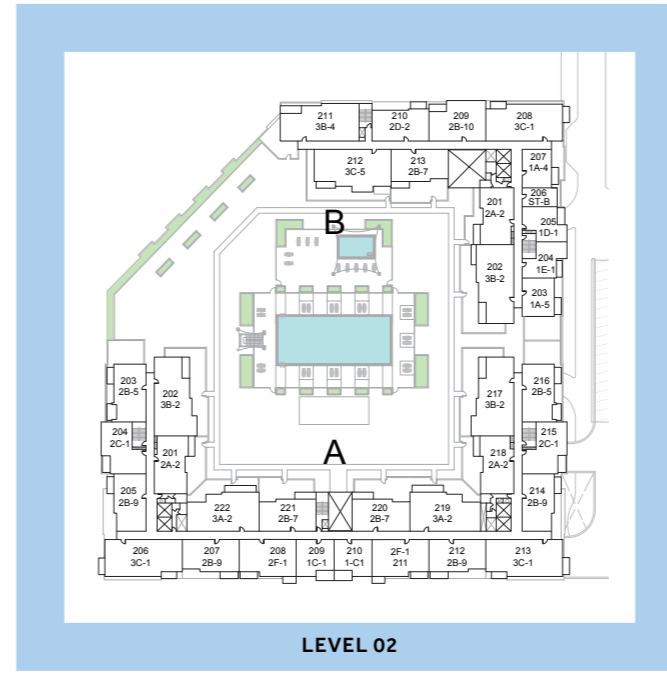 211
3B-4
210
2D-2
209
2B-10
208
3C-1
212
3C-5
213
2B-7
207
1A-4
206
ST-B
201
2A-2
205
1D-1
B
202
3B-2
204
1E-1
203
1A-5
203
2B-5
202
3B-2
217
3B-2
216
2B-5
204
2C-1
201
2A-2
A
218
2A-2
215
2C-1
205
2B-9
214
2B-9
222
3A-2
221
2B-7
220
2B-7
219
3A-2
206
3C-1
207
2B-9
208
2F-1
209
1C-1
210
1-C1
2F-1
211
212
2B-9
213
3C-1
LEVEL 02